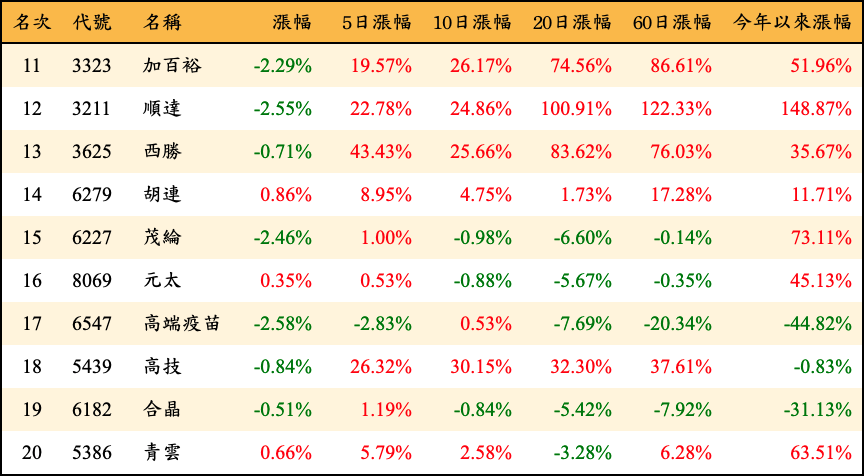 名次 代號 名稱 漲幅 5日漲幅 10日漲幅 20日漲幅 60日漲幅 今年以來漲幅
11 3323 加百裕 -2.29% 19.57% 26.17% 74.56% 86.61% 51.96%
12 3211 順達 -2.55% 22.78% 24.86% 100.91% 122.33% 148.87%
13 3625 西勝 -0.71% 43.43% 25.66% 83.62% 76.03% 35.67%
14 6279 胡連 0.86% 8.95% 4.75% 1.73% 17.28% 11.71%
15 6227 茂綸 -2.46% 1.00% -0.98% -6.60% -0.14% 73.11%
16 8069 元太 0.35% 0.53% -0.88% -5.67% -0.35% 45.13%
17 6547 高端疫苗 -2.58% -2.83% 0.53% -7.69% -20.34% -44.82%
18 5439 高技 -0.84% 26.32% 30.15% 32.30% 37.61% -0.83%
19 6182 合晶 -0.51% 1.19% -0.84% -5.42% -7.92% -31.13%
20 5386 青雲 0.66% 5.79% 2.58% -3.28% 6.28% 63.51%